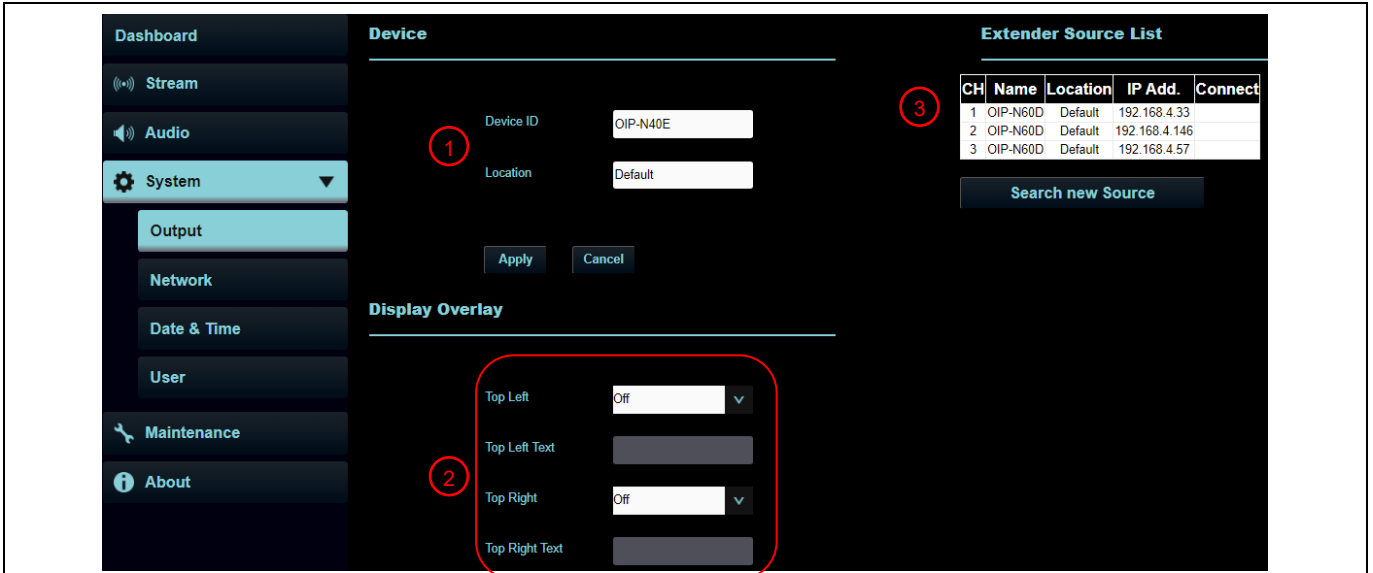 Dashboard
Stream
Audio
System
Output
Network
Date & Time
User
Maintenance
About
Device
1
Device ID OIP-N40E
Location Default
Apply Cancel
Display Overlay
2
Top Left Off
Top Left Text
Top Right Off
Top Right Text
Extender Source List
3
CH Name Location IP Add. Connect
1 OIP-N60D Default 192.168.4.33
2 OIP-N60D Default 192.168.4.146
3 OIP-N60D Default 192.168.4.57
Search new Source